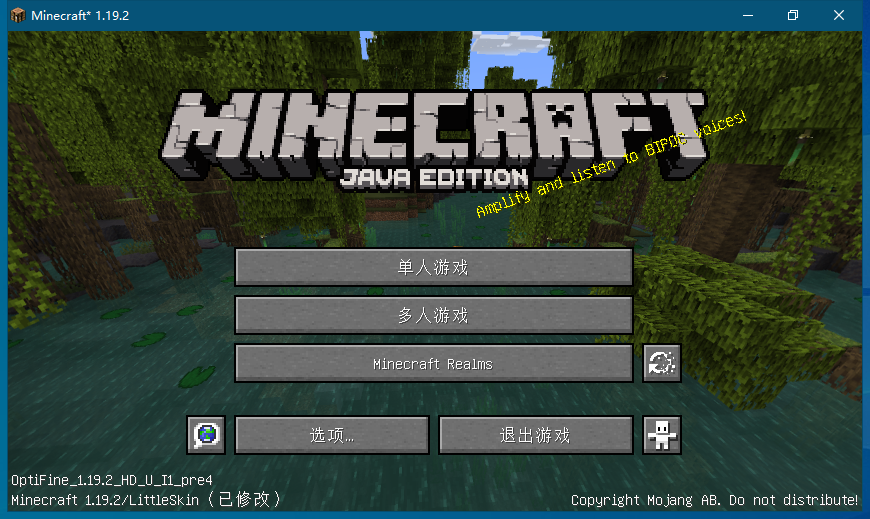 Minecraft* 1.19.2
MINECRAFT
JAVA EDITION
Amplify and listen to BIPOC voices!
单人游戏
多人游戏
Minecraft Realms
选项...
退出游戏
OptiFine_1.19.2_HD_U_I1_pre4
Minecraft 1.19.2/LittleSkin（已修改）
Copyright Mojang AB. Do not distribute!